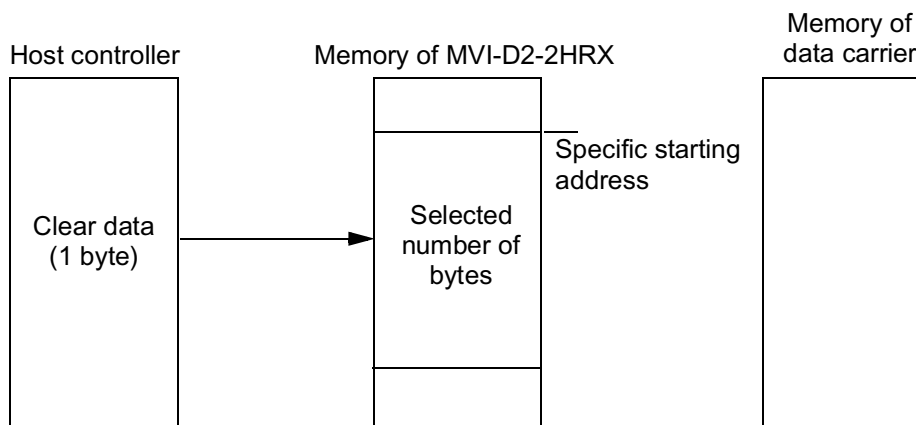 Host controller
Memory of MVI-D2-2HRX
Memory of
data carrier
Specific starting
address
Clear data
(1 byte)
Selected
number of
bytes